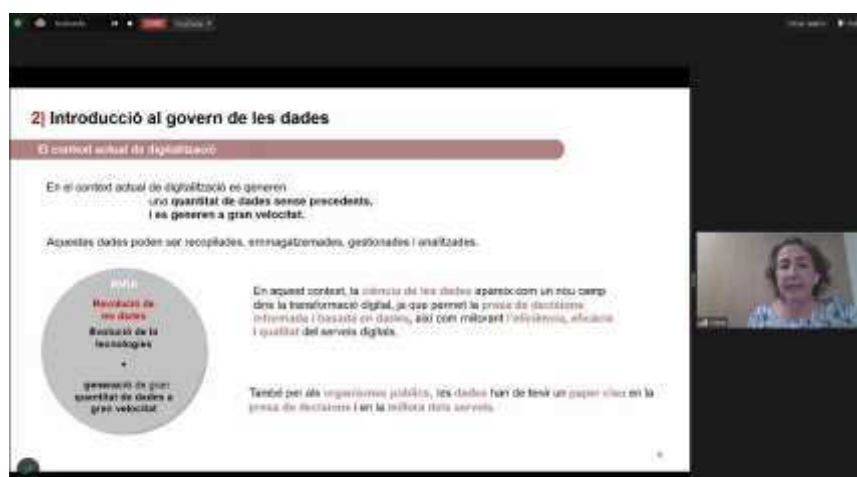 2) Introducció al govern de les dades
El context actual de digitalització
En el context actual de digitalització es generen
una quantitat de dades sense precedents,
i es generen a gran velocitat.
Aquestes dades poden ser recopilades, emmagatzemades, gestionades i analitzades.
Revolució de
les dades
Evolució de la
tecnologies
+
generació de gran
quantitat de dades a
gran velocitat
En aquest context, la ciència de les dades apareix com un nou camp
dins la transformació digital, ja que permet la presa de decisions
informada i basada en dades, així com millorant l'eficiència, eficàcia
i qualitat del serveis digitals.
També per als organismes públics, les dades han de tenir un paper clau en la
presa de decisions i en la millora dels serveis.